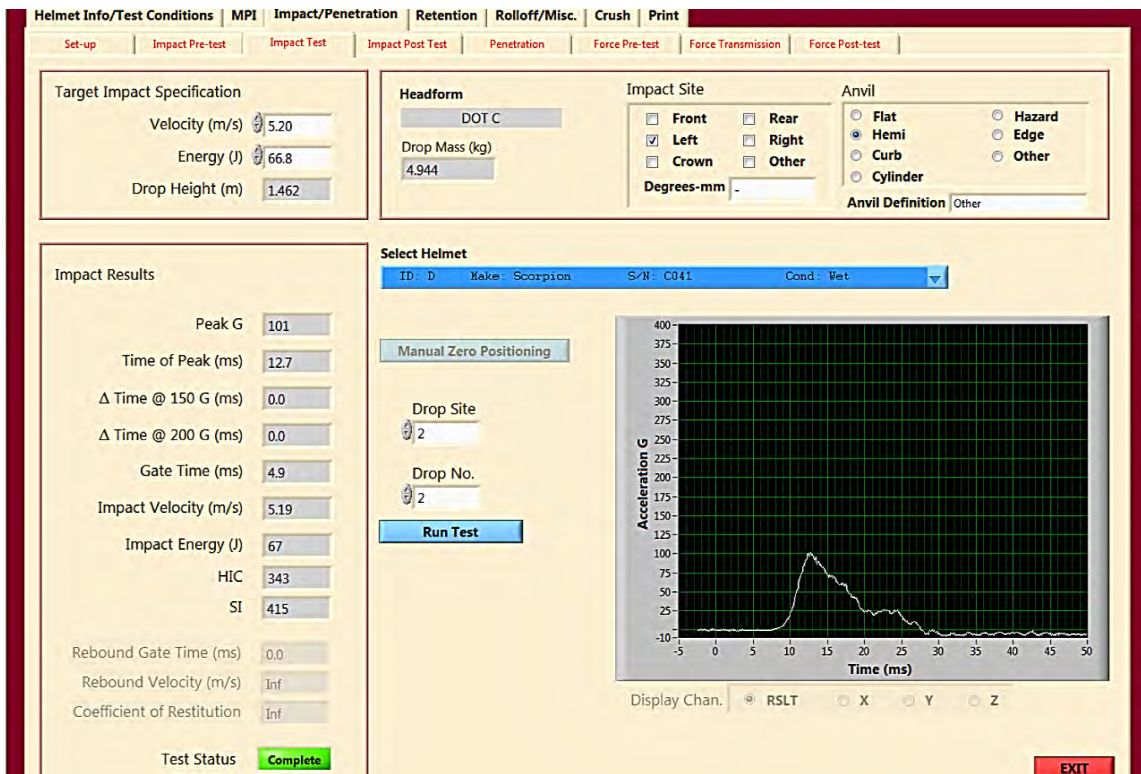 Helmet Info/Test Conditions MPI Impact/Penetration Retention Rolloff/Misc. Crush Print
Set-up Impact Pre-test Impact Test Impact Post Test Penetration Force Pre-test Force Transmission Force Post-test
Target Impact Specification
Velocity (m/s) 5.20
Energy (J) 66.8
Drop Height (m) 1.462
Headform
DOT C
Drop Mass (kg)
4.944
Impact Site
Front Rear
Left Right
Crown Other
Degrees-mm -
Anvil
Flat Hazard
Hemi Edge
Curb Other
Cylinder
Anvil Definition Other
Impact Results
Peak G 101
Time of Peak (ms) 12.7
Δ Time @ 150 G (ms) 0.0
Δ Time @ 200 G (ms) 0.0
Gate Time (ms) 4.9
Impact Velocity (m/s) 5.19
Impact Energy (J) 67
HIC 343
SI 415
Rebound Gate Time (ms) 0.0
Rebound Velocity (m/s) Inf
Coefficient of Restitution Inf
Test Status Complete
Select Helmet
ID: D Make: Scorpion S/N: C041 Cond: Wet
Manual Zero Positioning
Drop Site
2
Drop No.
2
Run Test
Acceleration G
400
375
350
325
300
275
250
225
200
175
150
125
100
75
50
25
-10
-5 0 5 10 15 20 25 30 35 40 45 50
Time (ms)
Display Chan. RSLT X Y Z
EXIT